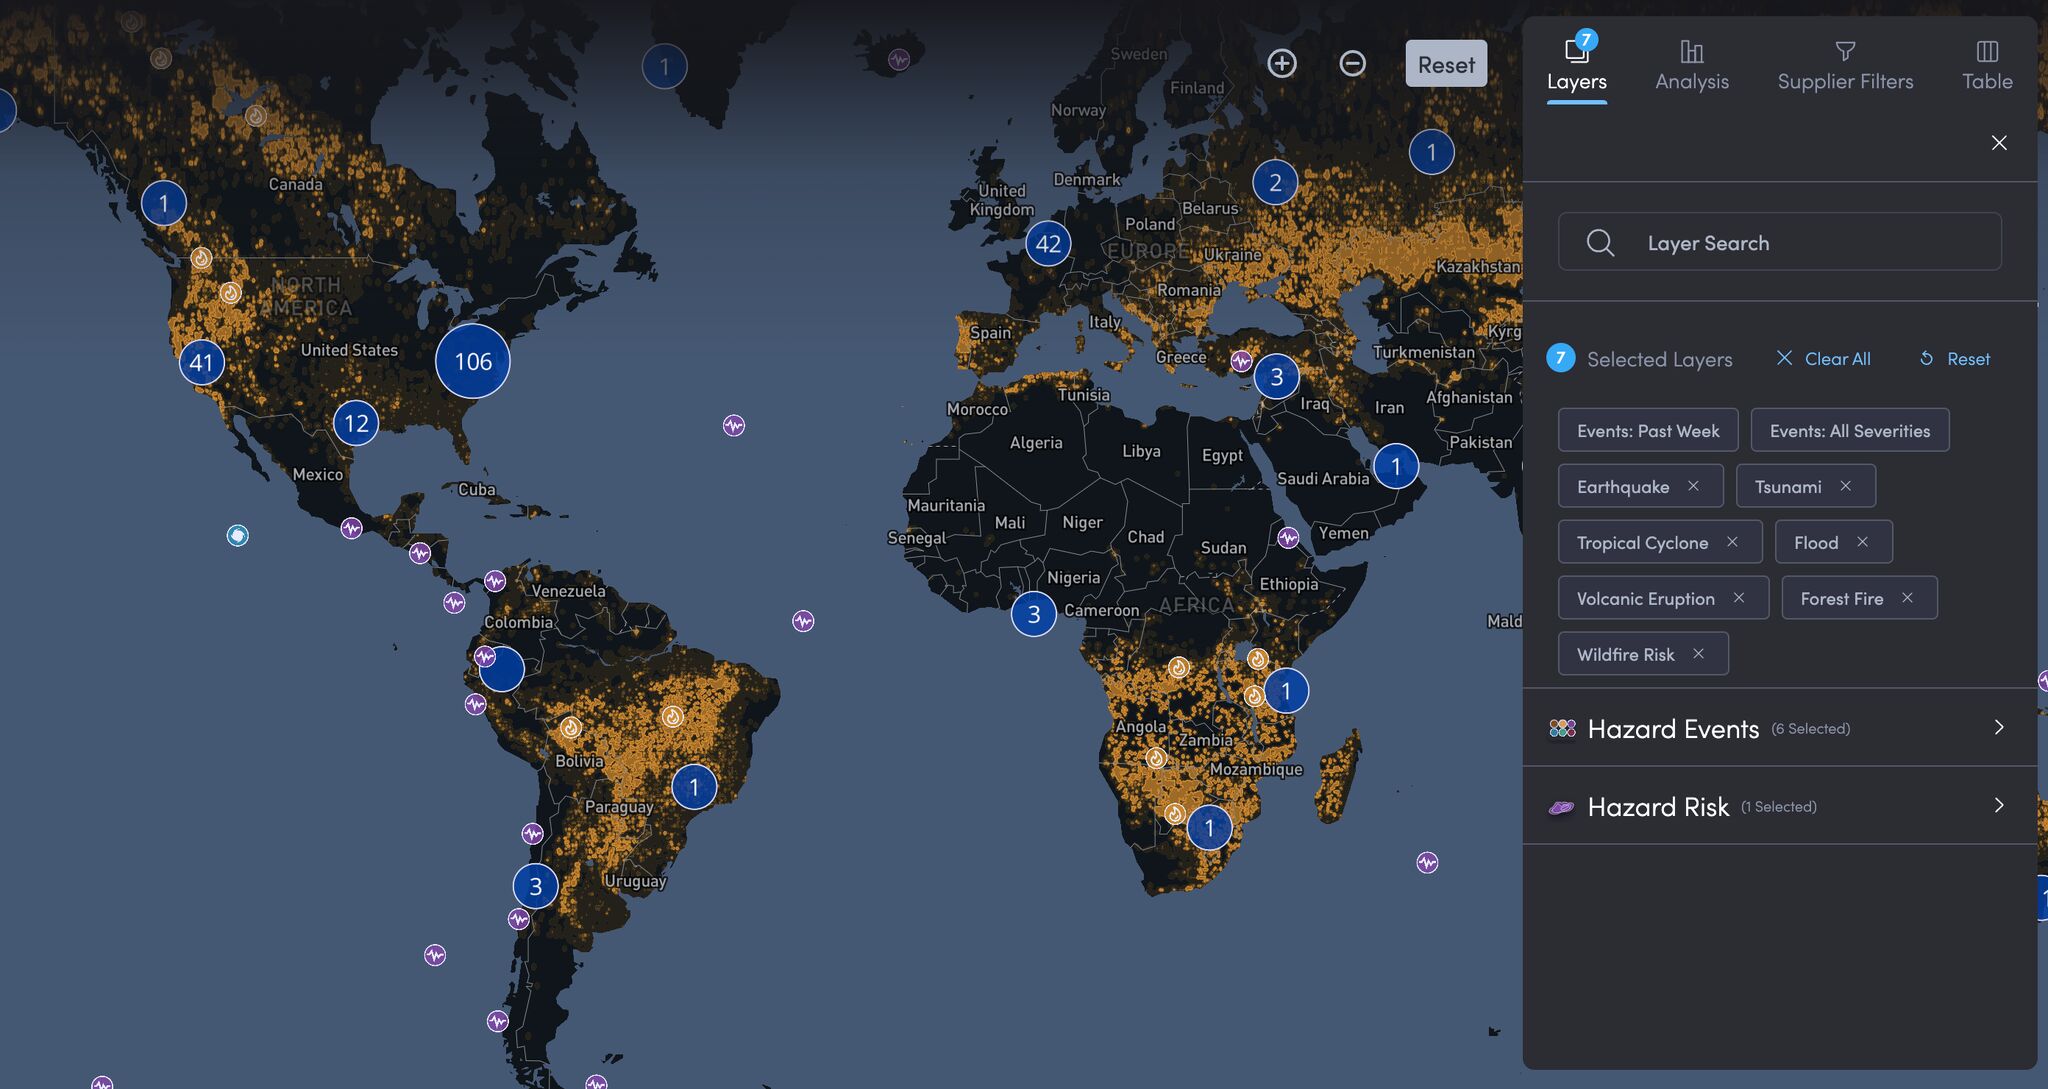 7
Layers
Analysis
Supplier Filters
Table
Reset
Layer Search
7 Selected Layers
Clear All
Reset
Events: Past Week
Events: All Severities
Earthquake
Tsunami
Tropical Cyclone
Flood
Volcanic Eruption
Forest Fire
Wildfire Risk
Hazard Events (6 Selected)
Hazard Risk (1 Selected)
1
Sweden
Finland
Norway
1
2
Canada
1
Denmark
United
Kingdom
Belarus
Poland
42
EUROPE
Ukraine
Kazakhstan
NORTH
AMERICA
Romania
Italy
Spain
United States
41
106
Greece
Turkmenistan
3
Tunisia
Morocco
Iraq
Iran
Afghanistan
12
Algeria
Libya
Egypt
Pakistan
1
Mexico
Saudi Arabia
Cuba
Mauritania
Mali
Niger
Chad
Senegal
Yemen
Sudan
Nigeria
Ethiopia
Venezuela
3
Cameroon
AFRICA
Colombia
1
Angola
Zambia
Bolivia
Mozambique
1
Paraguay
1
3
Uruguay